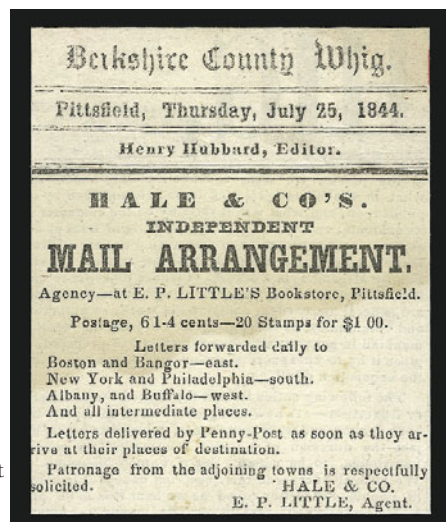 Berkshire County Whig.
Pittsfield, Thursday, July 25, 1844.
Henry Hubbard, Editor.
HALE & CO'S.
INDEPENDENT
MAIL ARRANGEMENT.
Agency—at E. P. LITTLE'S Bookstore, Pittsfield.
Postage, 6 1-4 cents—20 Stamps for $1 00.
Letters forwarded daily to
Boston and Bangor—east.
New York and Philadelphia—south.
Albany, and Buffalo—west.
And all intermediate places.
Letters delivered by Penny-Post as soon as they ar-
rive at their places of destination.
Patronage from the adjoining towns is respectfully
solicited. HALE & CO.
E. P. LITTLE, Agent.